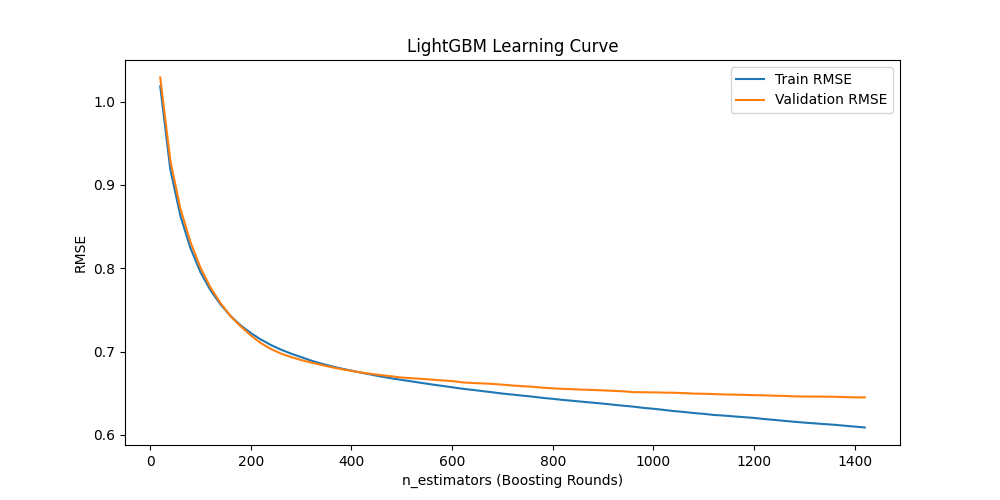 LightGBM Learning Curve
Train RMSE
Validation RMSE
1.0
0.9
0.8
0.7
0.6
RMSE
0
200
400
600
800
1000
1200
1400
n_estimators (Boosting Rounds)